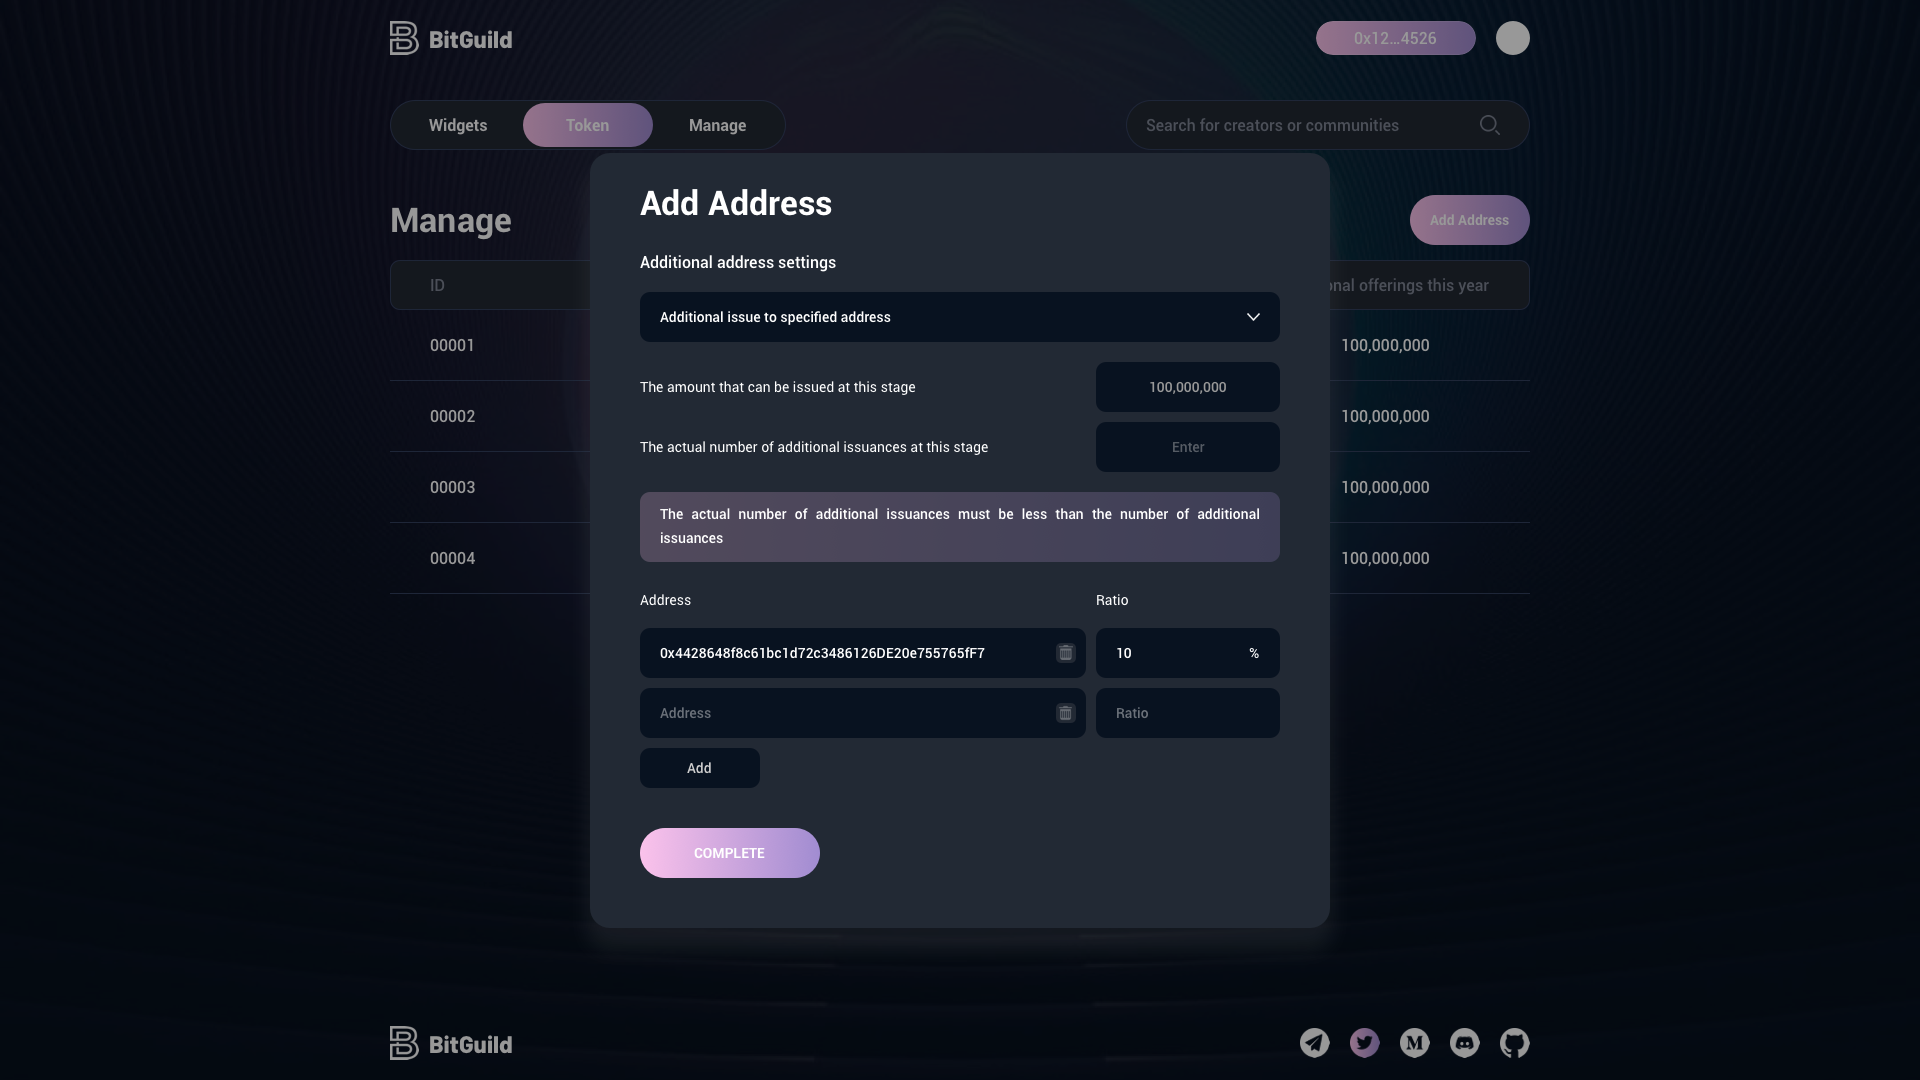 BitGuild
0x12...4526
Widgets
Token
Manage
Search for creators or communities
Add Address
Manage
Add Address
Additional address settings
ID
offerings this year
Additional issue to specified address
00001
100,000,000
The amount that can be issued at this stage
100,000,000
00002
100,000,000
The actual number of additional issuances at this stage
Enter
00003
100,000,000
The actual number of additional issuances must be less than the number of additional
issuances
00004
100,000,000
Address
Ratio
0x4428648f8c61bc1d72c3486126DE20e755765fF7
10
%
Address
Ratio
Add
COMPLETE
BitGuild